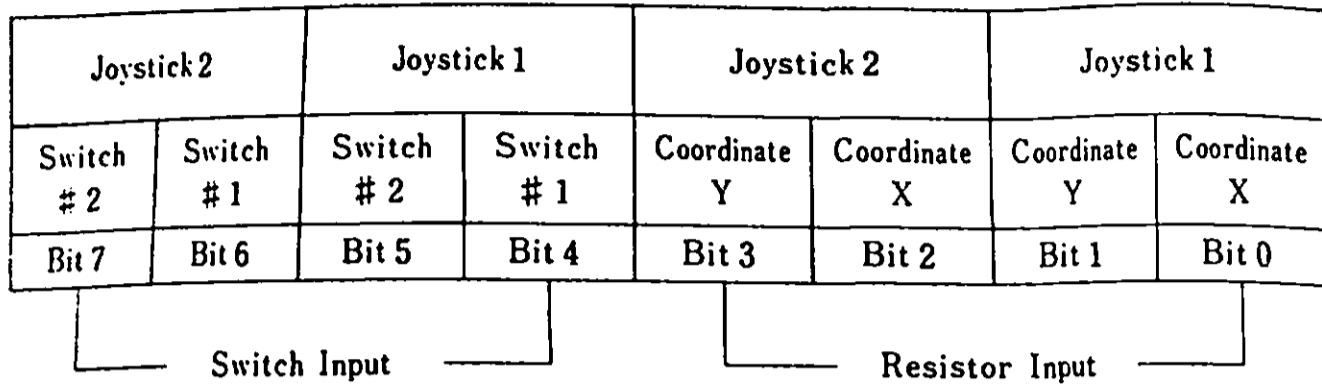 Joystick 2 Joystick 1 Joystick 2 Joystick 1
Switch Switch Switch Switch Coordinate Coordinate Coordinate Coordinate
# 2 # 1 # 2 # 1 Y X Y X
Bit 7 Bit 6 Bit 5 Bit 4 Bit 3 Bit 2 Bit 1 Bit 0
Switch Input Resistor Input